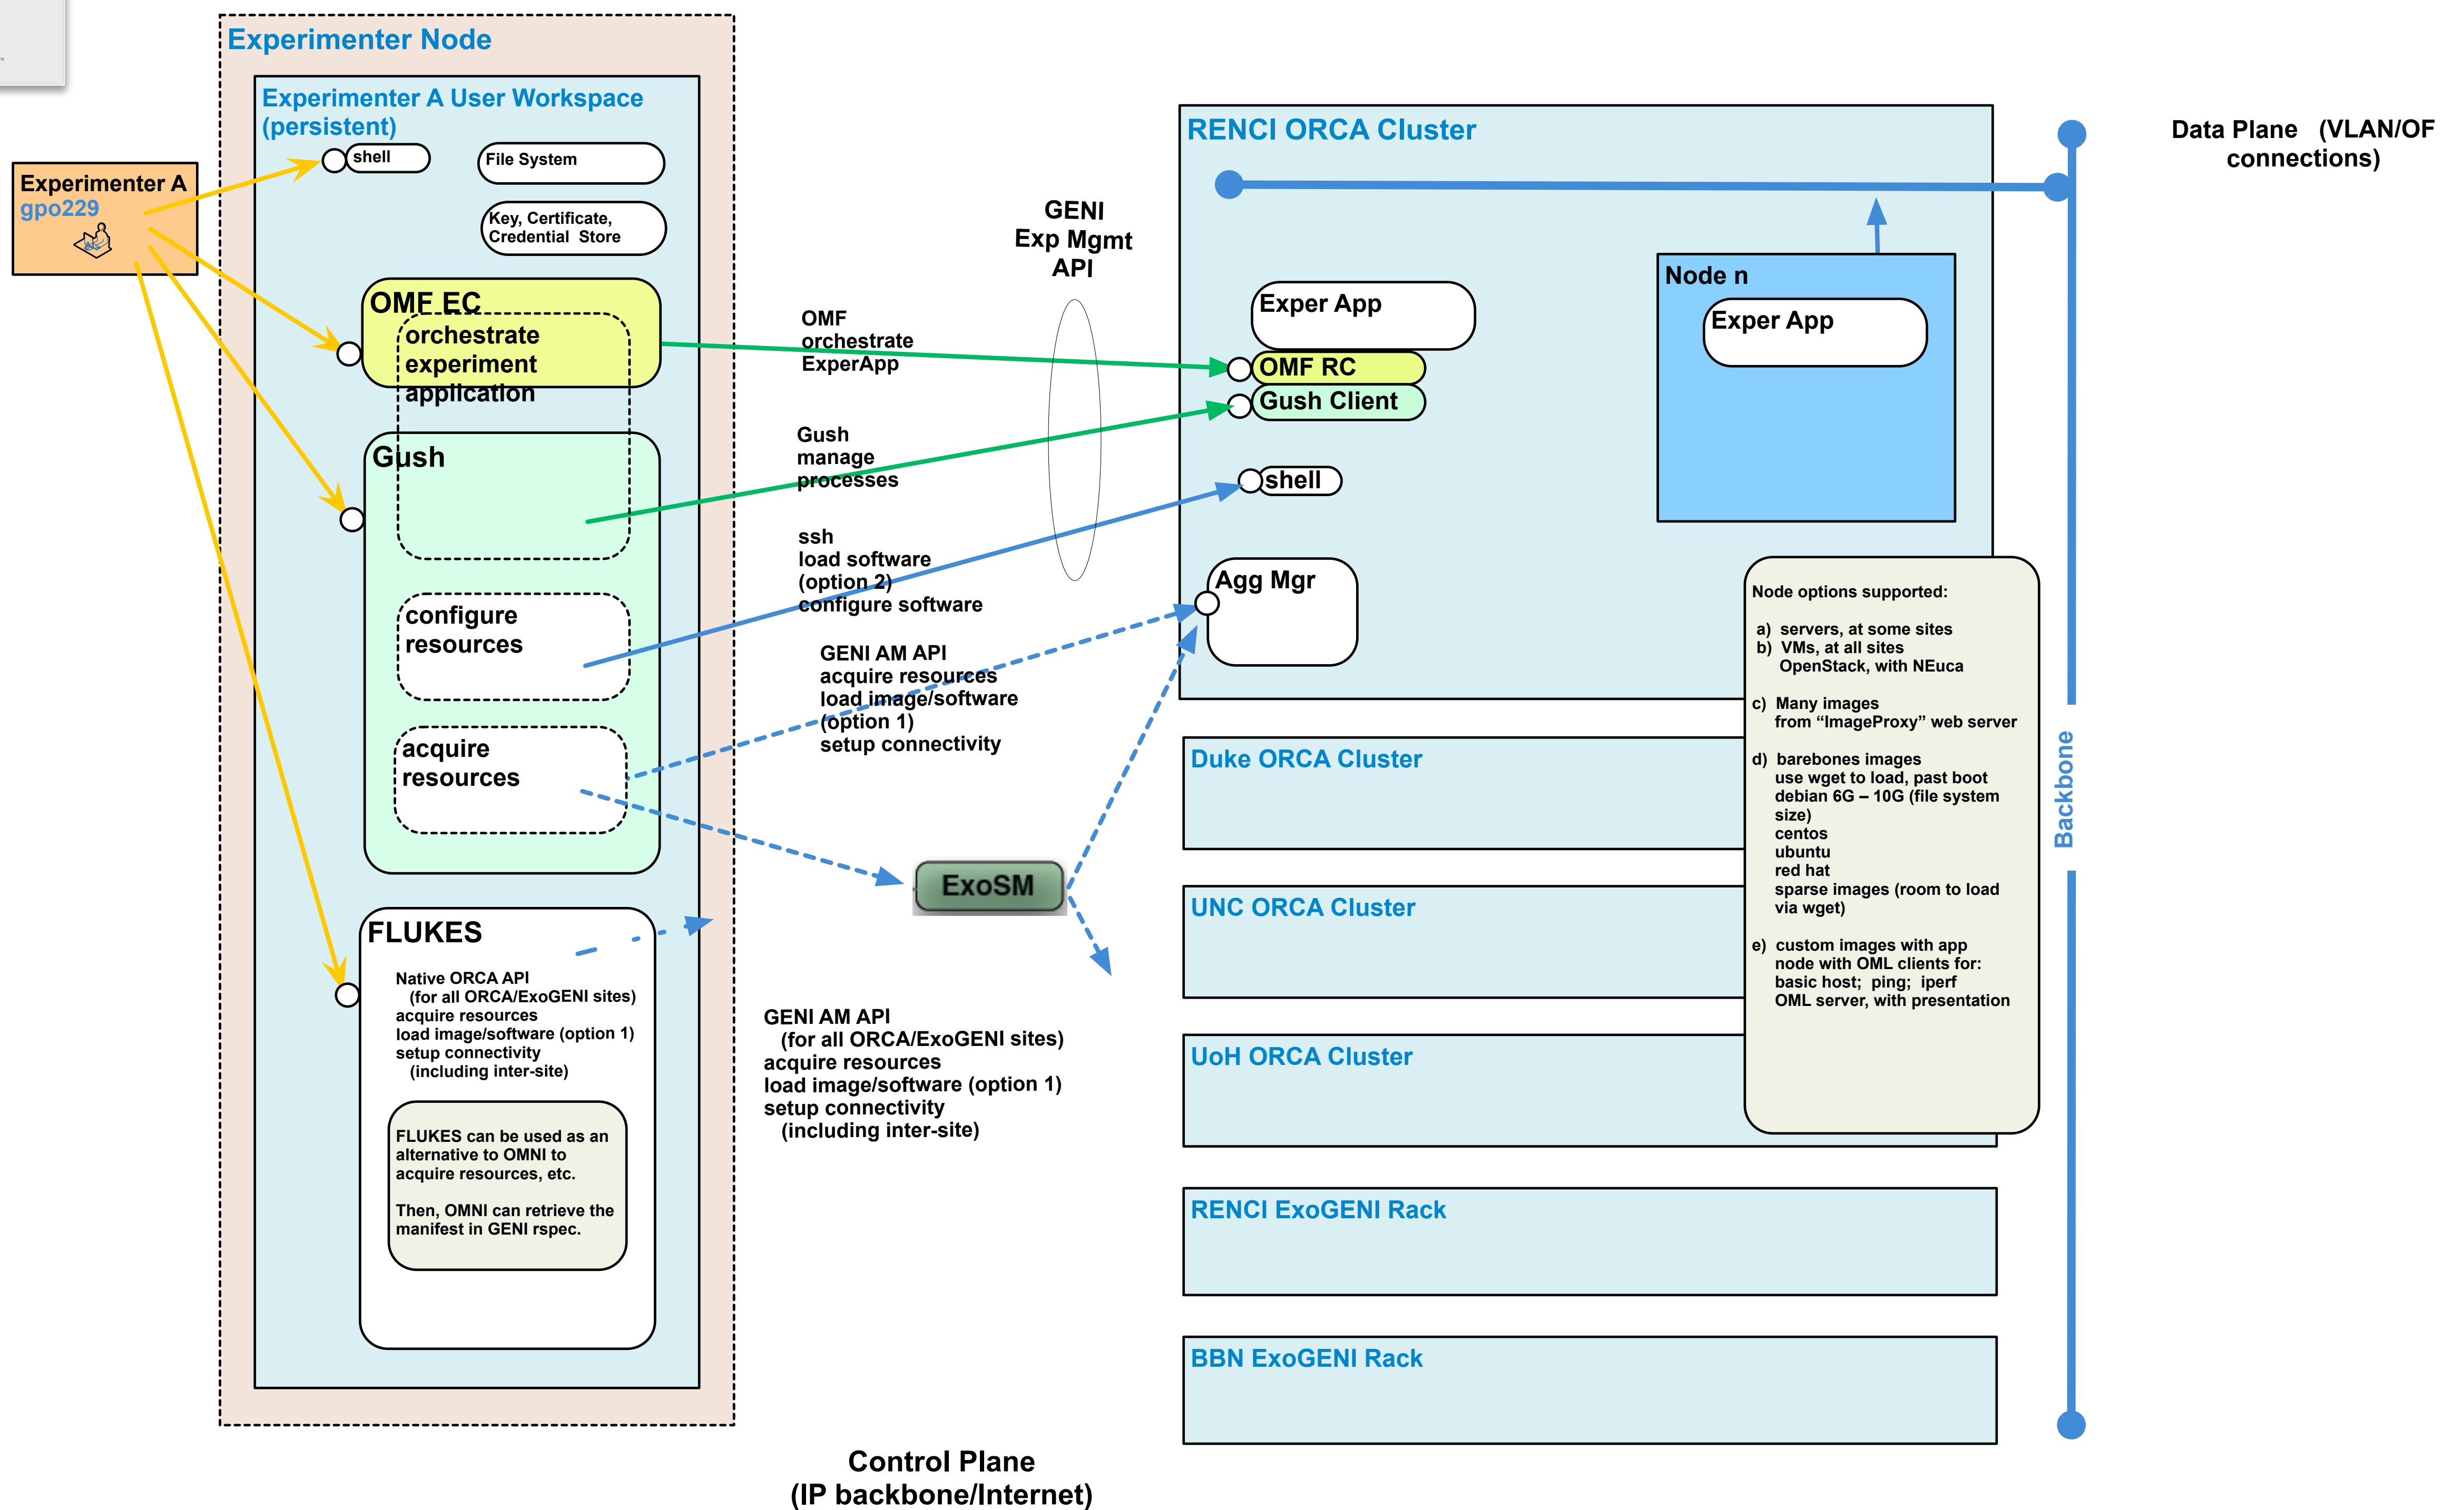 Experimenter Node
Experimenter A User Workspace
(persistent)
shell
File System
Key, Certificate,
Credential Store
Experimenter A
gpo229
OMF EC
orchestrate
experiment
application
Gush
configure
resources
acquire
resources
FLUKES
Native ORCA API
(for all ORCA/ExoGENI sites)
acquire resources
load image/software (option 1)
setup connectivity
(including inter-site)
FLUKES can be used as an
alternative to OMNI to
acquire resources, etc.
Then, OMNI can retrieve the
manifest in GENI rspec.
GENI
Exp Mgmt
API
OMF
orchestrate
ExperApp
Gush
manage
processes
ssh
load software
(option 2)
configure software
GENI AM API
acquire resources
load image/software
(option 1)
setup connectivity
ExoSM
GENI AM API
(for all ORCA/ExoGENI sites)
acquire resources
load image/software (option 1)
setup connectivity
(including inter-site)
Control Plane
(IP backbone/Internet)
RENCI ORCA Cluster
Exper App
OMF RC
Gush Client
shell
Agg Mgr
Node n
Exper App
Duke ORCA Cluster
UNC ORCA Cluster
UoH ORCA Cluster
RENCI ExoGENI Rack
BBN ExoGENI Rack
Node options supported:
a) servers, at some sites
b) VMs, at all sites
OpenStack, with NEuca
c) Many images
from “ImageProxy” web server
d) barebones images
use wget to load, past boot
debian 6G – 10G (file system
size)
centos
ubuntu
red hat
sparse images (room to load
via wget)
e) custom images with app
node with OML clients for:
basic host; ping; iperf
OML server, with presentation
Backbone
Data Plane (VLAN/OF
connections)